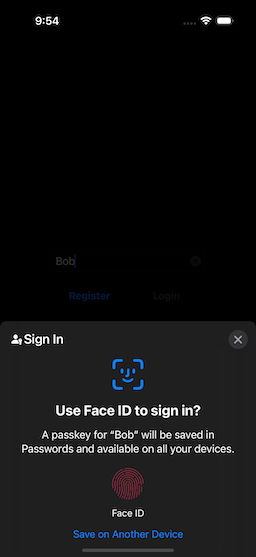 9:54
Bob
Register Login
Sign In
Use Face ID to sign in?
A passkey for “Bob” will be saved in
Passwords and available on all your devices.
Face ID
Save on Another Device